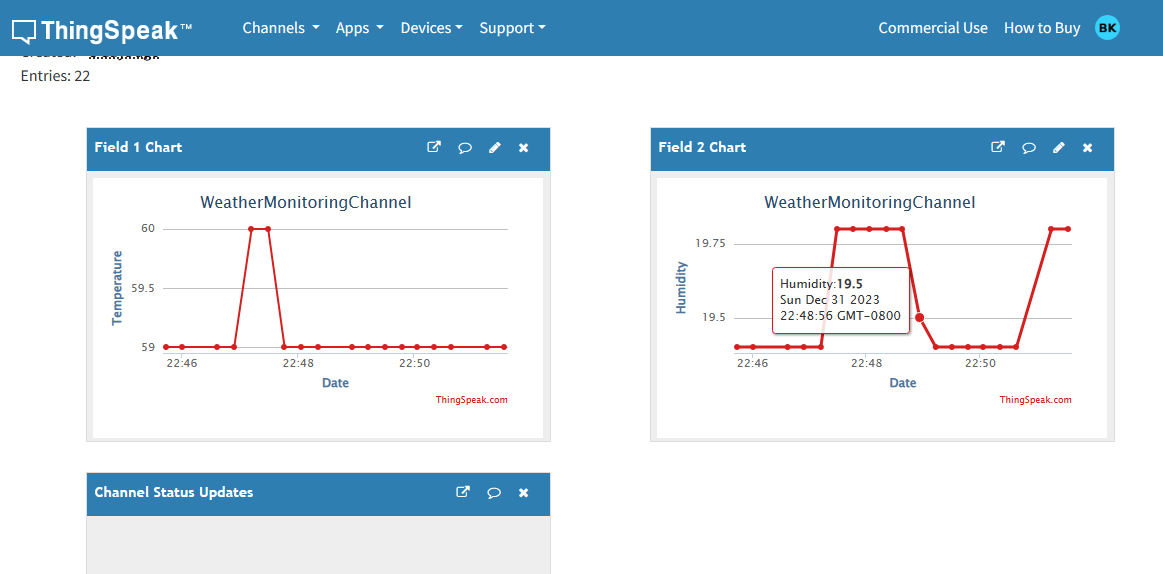 ThingSpeak™ Channels Apps Devices Support Commercial Use How to Buy BK
Entries: 22
Field 1 Chart
WeatherMonitoringChannel
60
59.5
59
Temperature
22:46 22:48 22:50
Date
ThingSpeak.com
Field 2 Chart
WeatherMonitoringChannel
19.75
19.5
Humidity
Humidity:19.5
Sun Dec 31 2023
22:48:56 GMT-0800
22:46 22:48 22:50
Date
ThingSpeak.com
Channel Status Updates